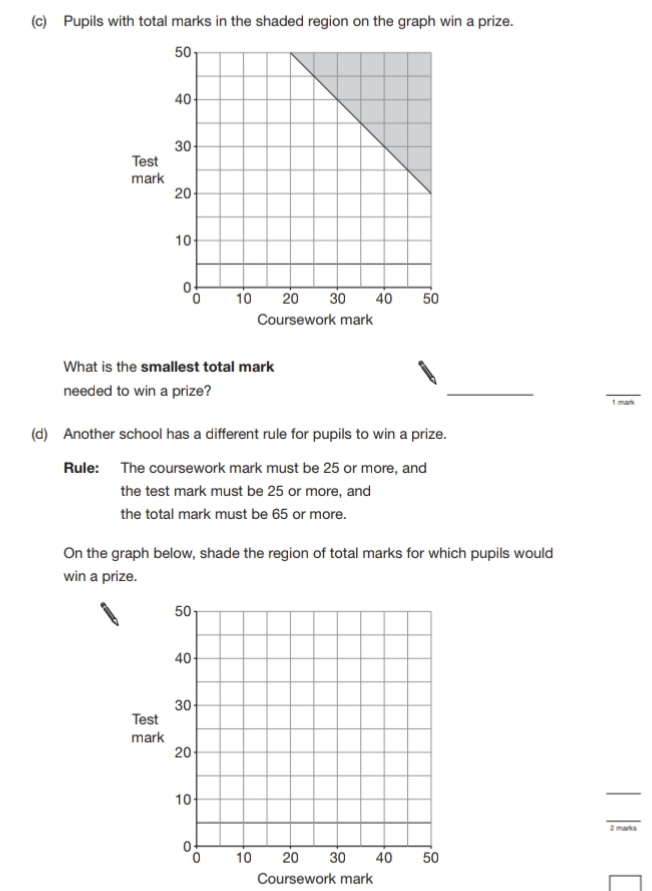 (c) Pupils with total marks in the shaded region on the graph win a prize.
50
40
30
Test
mark
20
10
0
0 10 20 30 40 50
Coursework mark
What is the smallest total mark
needed to win a prize?
1 mark
(d) Another school has a different rule for pupils to win a prize.
Rule: The coursework mark must be 25 or more, and
the test mark must be 25 or more, and
the total mark must be 65 or more.
On the graph below, shade the region of total marks for which pupils would
win a prize.
50
40
30
Test
mark
20
10
0
0 10 20 30 40 50
Coursework mark
2 marks